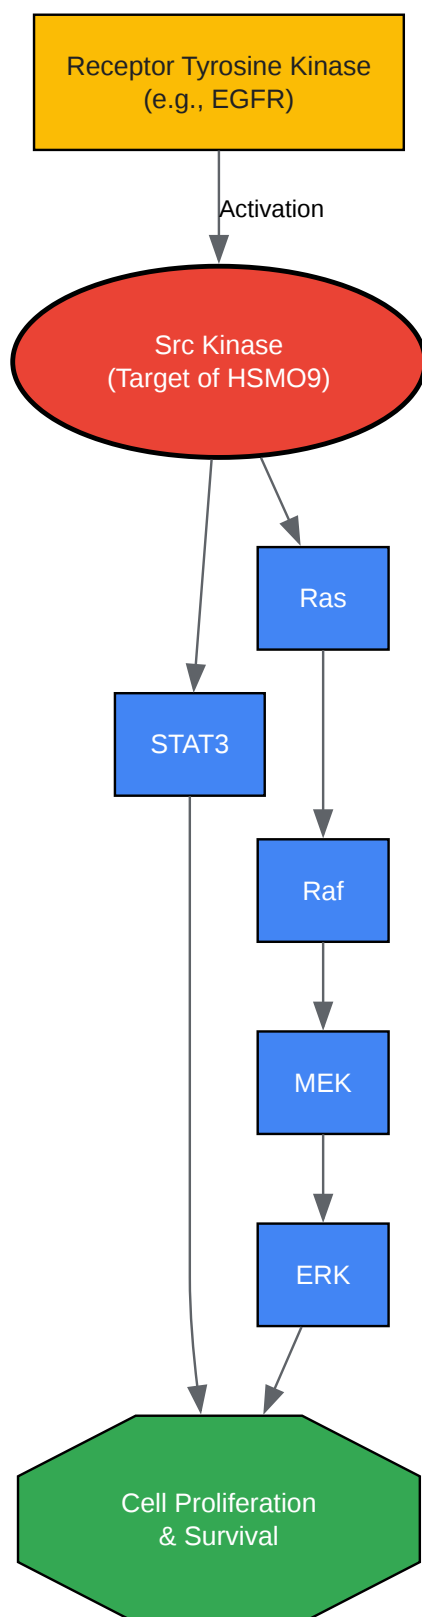 Receptor Tyrosine Kinase
(e.g., EGFR)
Activation
Src Kinase
(Target of HSMO9)
Ras
STAT3
Raf
MEK
ERK
Cell Proliferation
& Survival